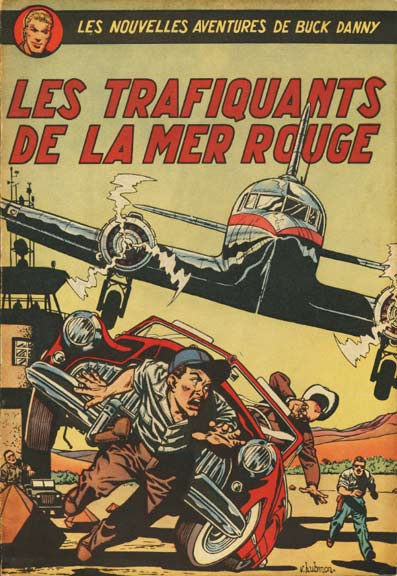 LES NOUVELLES AVENTURES DE BUCK DANNY
LES TRAFIQUANTS
DE LA MER ROUGE
V. hubinon.